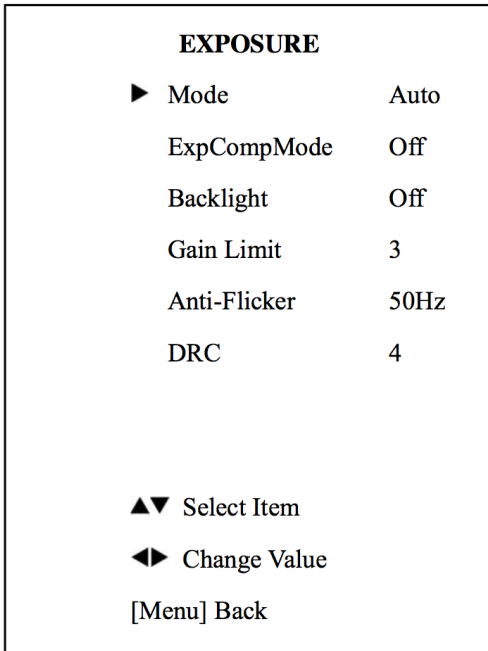 EXPOSURE
▶ Mode Auto
ExpCompMode Off
Backlight Off
Gain Limit 3
Anti-Flicker 50Hz
DRC 4
▲▼ Select Item
◀▶ Change Value
[Menu] Back